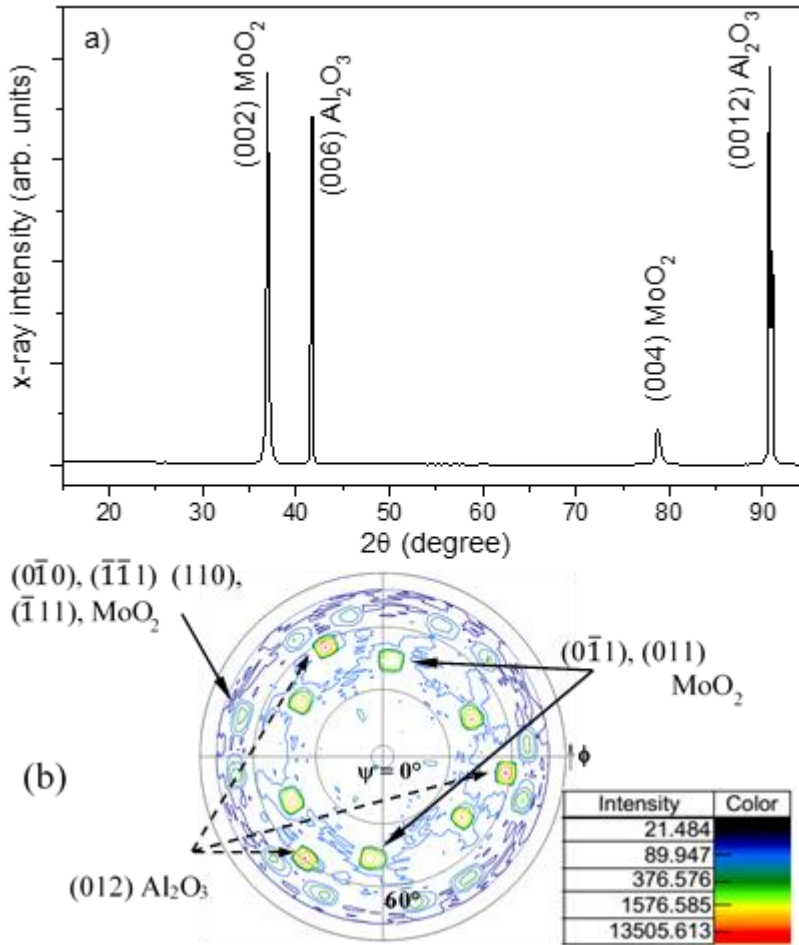 a)
x-ray intensity (arb. units)
(002) MoO₂
(006) Al₂O₃
(004) MoO₂
(0012) Al₂O₃
20 30 40 50 60 70 80 90
2θ (degree)
(01̅0), (1̅1̅1) (110),
(1̅11), MoO₂
(01̅1), (011)
MoO₂
(b)
ψ = 0°
ϕ
60°
(012) Al₂O₃
Intensity Color
21.484
89.947
376.576
1576.585
13505.613